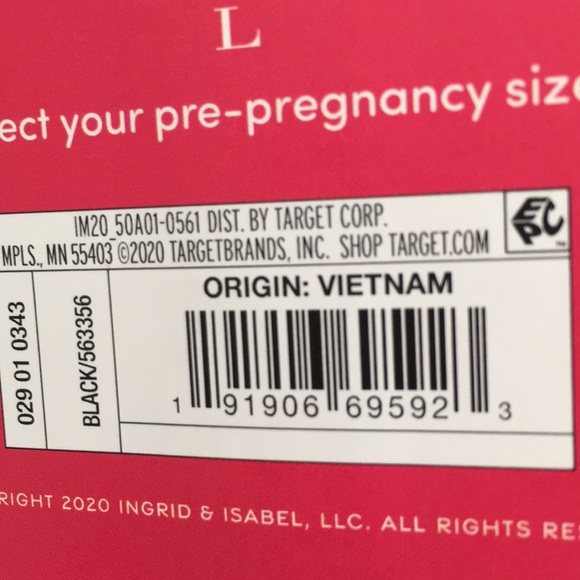 L
ect your pre-pregnancy size
IM20_50A01-0561 DIST. BY TARGET CORP.
MPLS., MN 55403 ©2020 TARGETBRANDS, INC. SHOP TARGET.COM
EPC™
ORIGIN: VIETNAM
029 01 0343
BLACK/563356
1 91906 69592 3
RIGHT 2020 INGRID & ISABEL, LLC. ALL RIGHTS RES